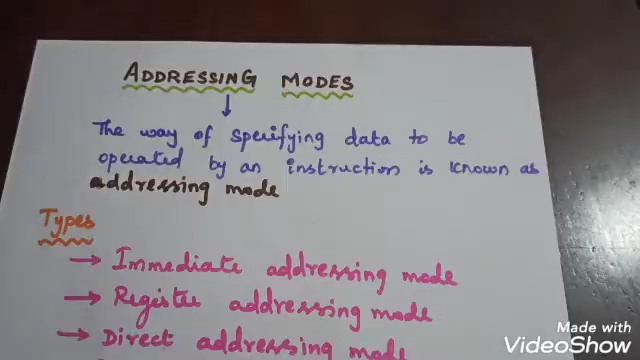 ADDRESSING MODES
The way of specifying data to be
operated by an instruction is known as
addressing mode
Types
→ Immediate addressing mode
→ Register addressing mode
→ Direct addressing mode
Made with
VideoShow